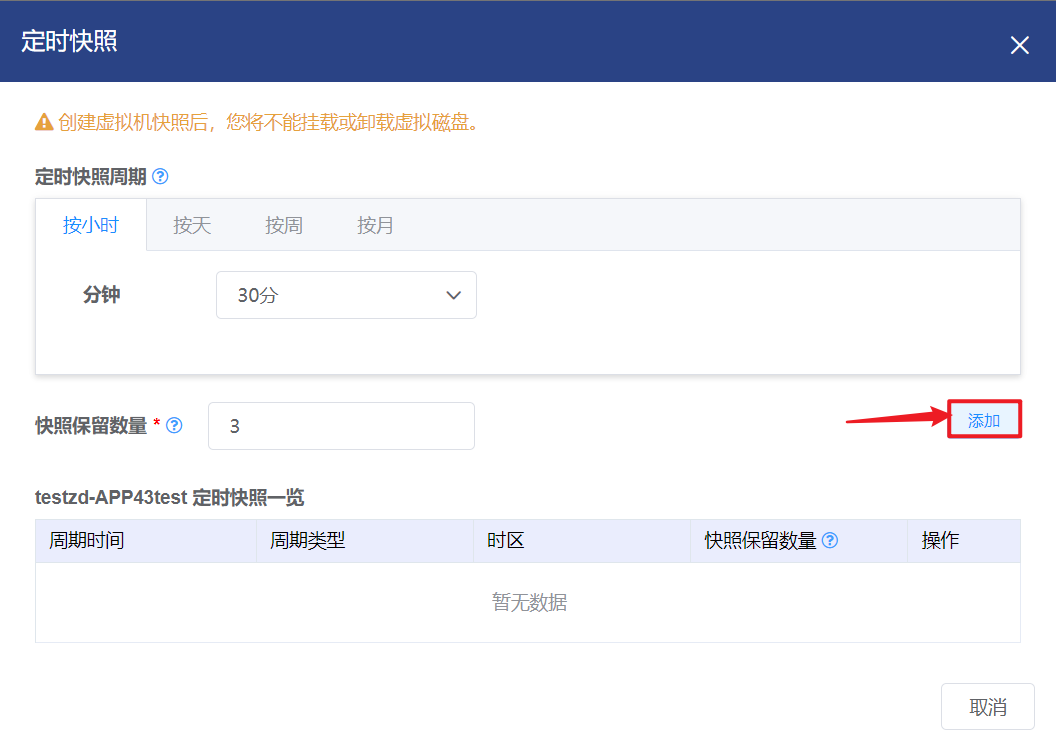 定时快照
创建虚拟机快照后，您将不能挂载或卸载虚拟磁盘。
定时快照周期
按小时 按天 按周 按月
分钟 30分
快照保留数量 * 3 添加
testzd-APP43test 定时快照一览
周期时间 周期类型 时区 快照保留数量 操作
暂无数据
取消